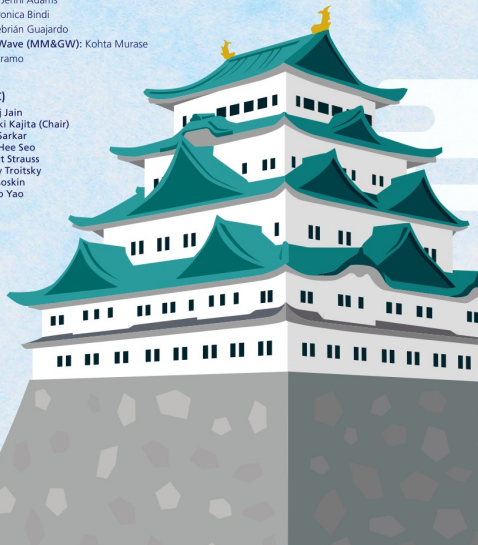 Jenni Adams
onica Bindi
ebrián Guajardo
Wave (MM&GW): Kohta Murase
ramo
)
j Jain
ki Kajita (Chair)
Sarkar
Hee Seo
t Strauss
y Troitsky
oskin
o Yao